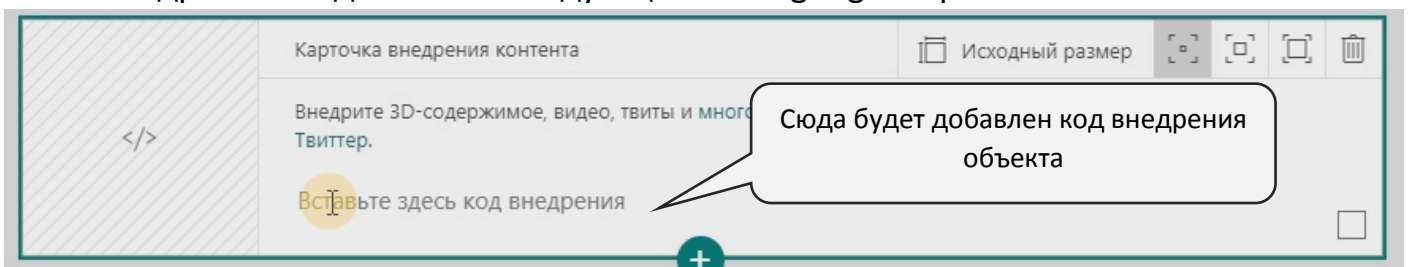 Карточка внедрения контента
Исходный размер
</>
Внедрите 3D-содержимое, видео, твиты и много
Твиттер.
Вставьте здесь код внедрения
Сюда будет добавлен код внедрения
объекта